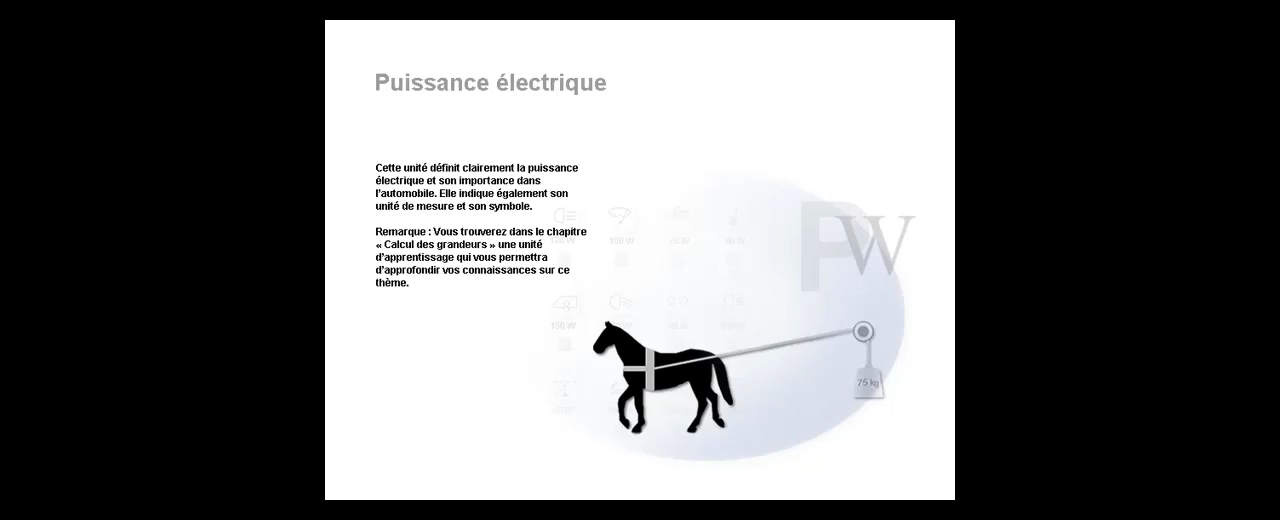 Puissance électrique
Cette unité définit clairement la puissance
électrique et son importance dans
l'automobile. Elle indique également son
unité de mesure et son symbole.
Remarque : Vous trouverez dans le chapitre
« Calcul des grandeurs » une unité
d'apprentissage qui vous permettra
d'approfondir vos connaissances sur ce
thème.
P W
100 W
150 W
75 kg